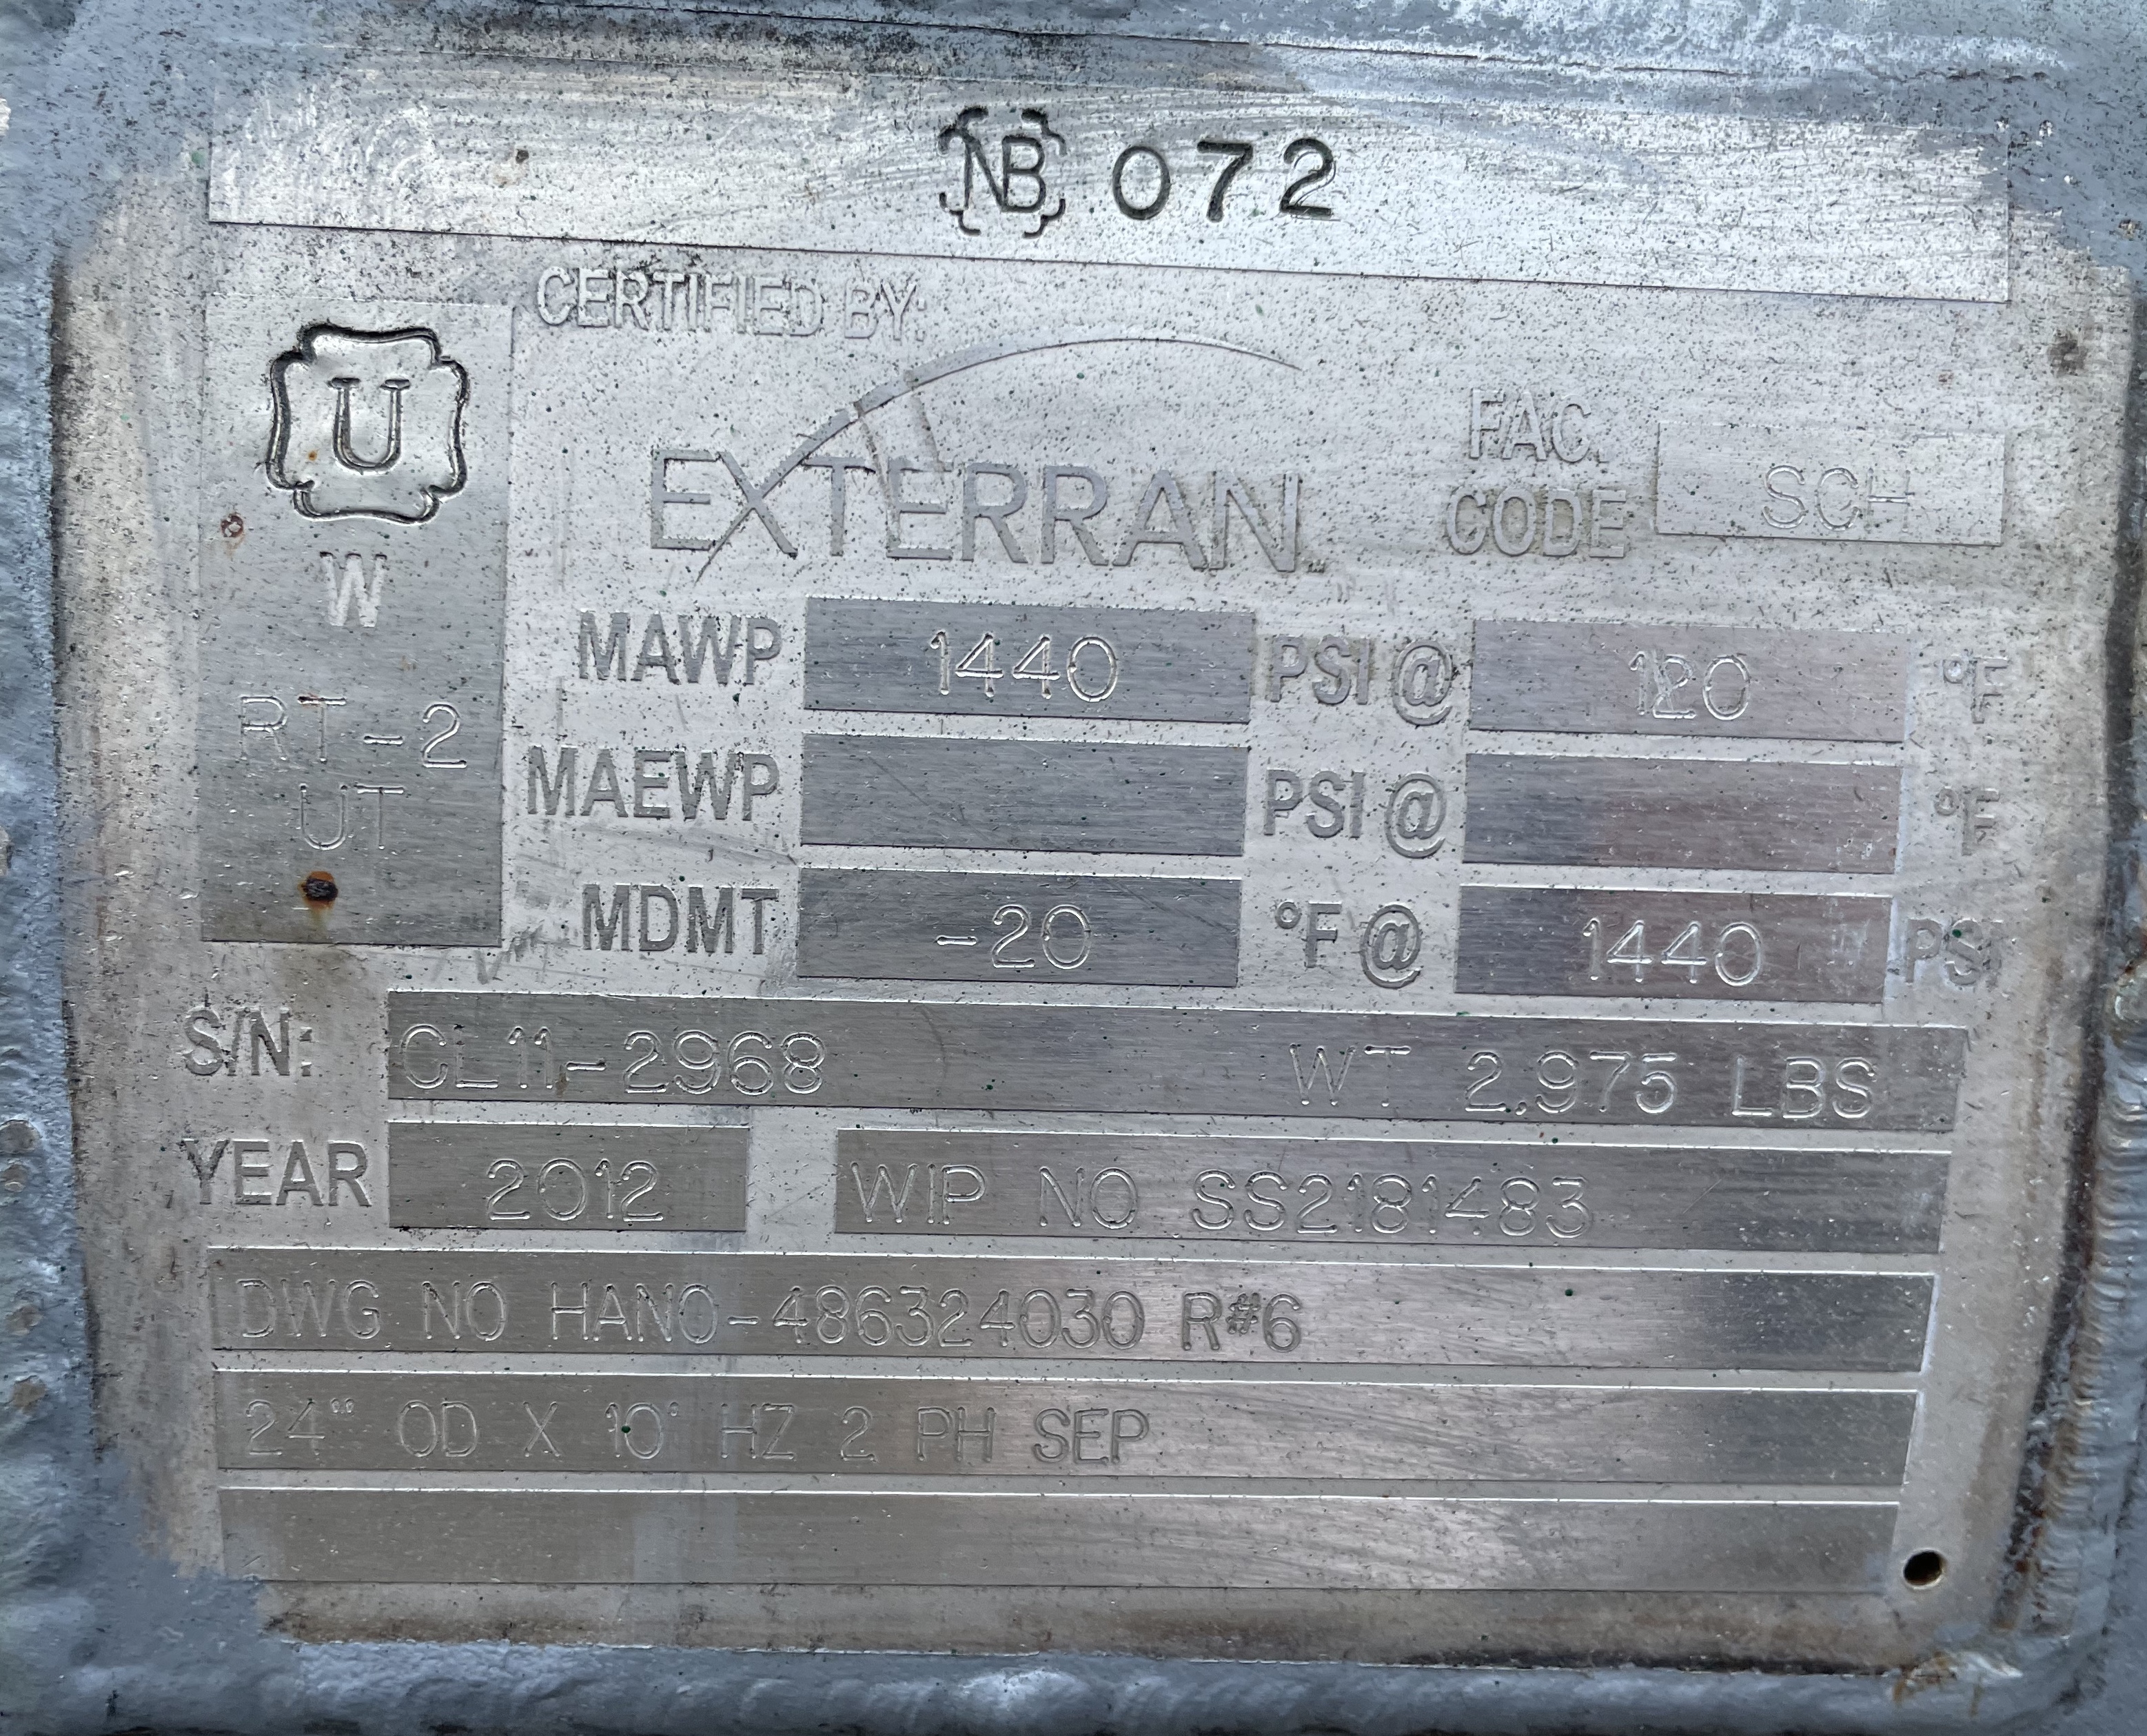 NB 072
CERTIFIED BY:
U
EXTERRAN
FAC. CODE SCH
W
MAWP 1440 PSI @ 120 °F
RT-2
MAEWP PSI @ °F
UT
MDMT -20 °F @ 1440 PSI
S/N: CL11-2968 WT 2,975 LBS
YEAR 2012 WIP NO SS2181483
DWG NO HANO-486324030 R#6
24" OD X 10' HZ 2 PH SEP